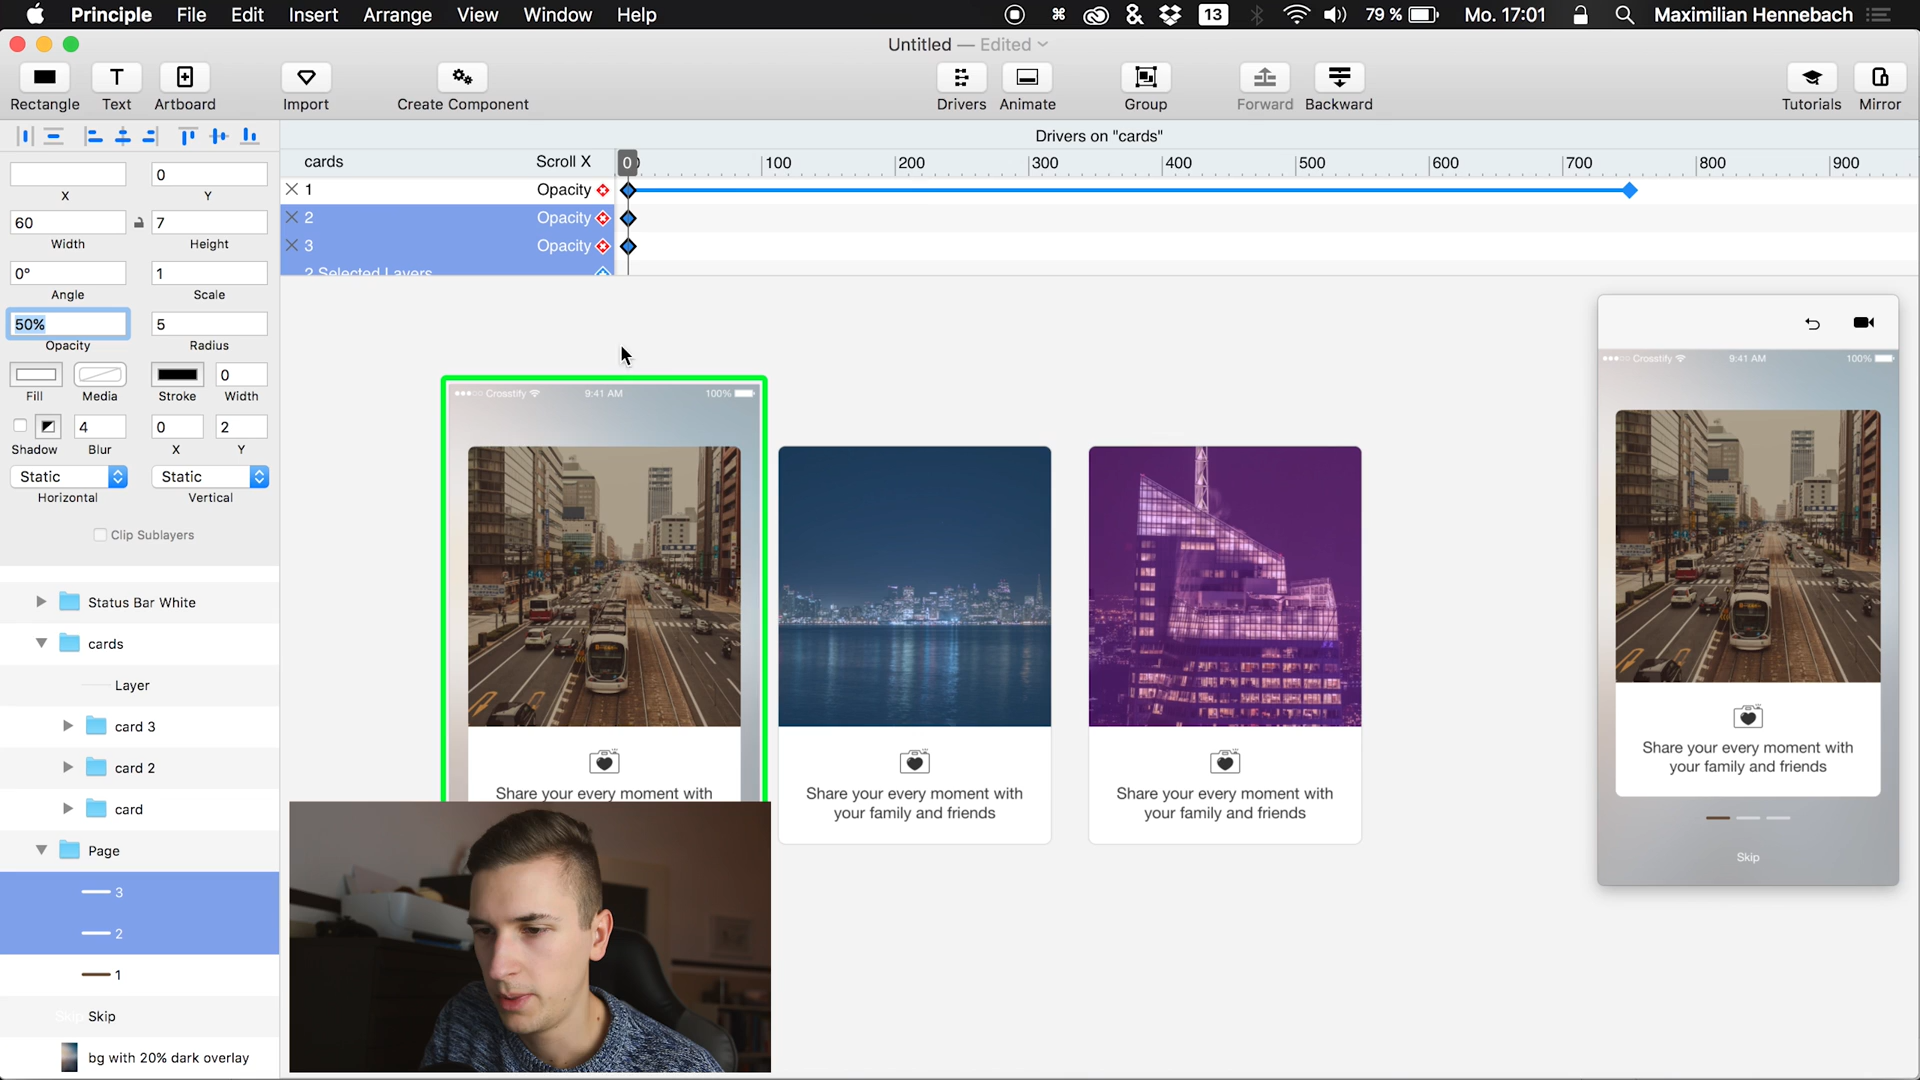 Principle File Edit Insert Arrange View Window Help
13 79 % Mo. 17:01 Maximilian Hennebach
Untitled — Edited
Rectangle Text Artboard Import Create Component Drivers Animate Group Forward Backward Tutorials Mirror
Drivers on "cards"
cards Scroll X 0 100 200 300 400 500 600 700 800 900
1 Opacity
2 Opacity
3 Opacity
2 Selected Layers
0
X Y
60 7
Width Height
0° 1
Angle Scale
50% 5
Opacity Radius
0
Fill Media Stroke Width
4 0 2
Shadow Blur X Y
Static Static
Horizontal Vertical
Clip Sublayers
Status Bar White
cards
Layer
card 3
card 2
card
Page
3
2
1
Skip Skip
bg with 20% dark overlay
Crosstify 9:41 AM 100%
Share your every moment with
Share your every moment with
your family and friends
Share your every moment with
your family and friends
Crosstify 9:41 AM 100%
Share your every moment with
your family and friends
Skip